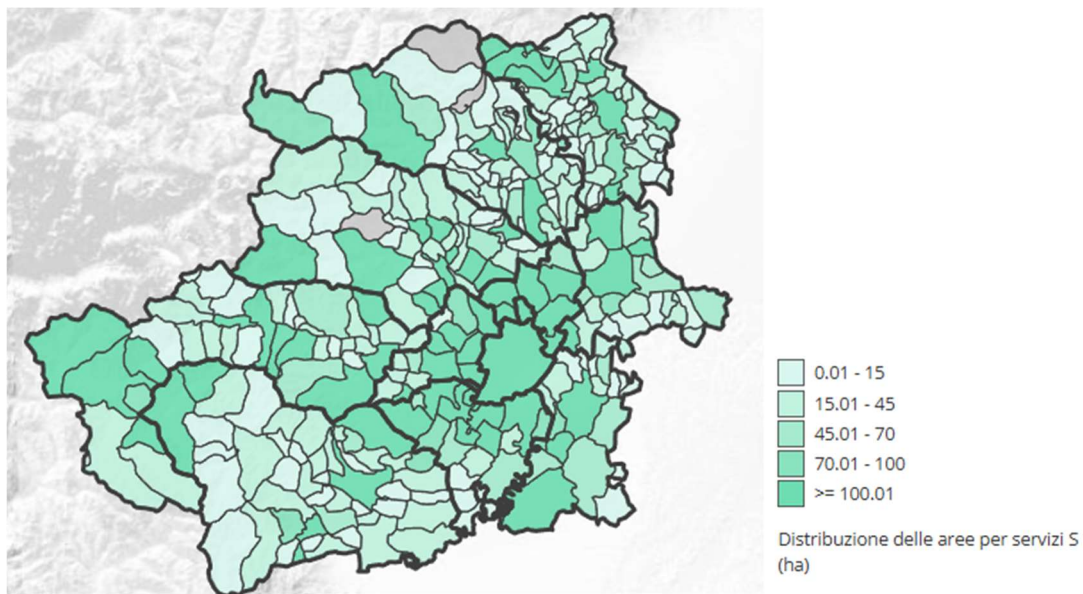 0.01 - 15
15.01 - 45
45.01 - 70
70.01 - 100
>= 100.01
Distribuzione delle aree per servizi S
(ha)